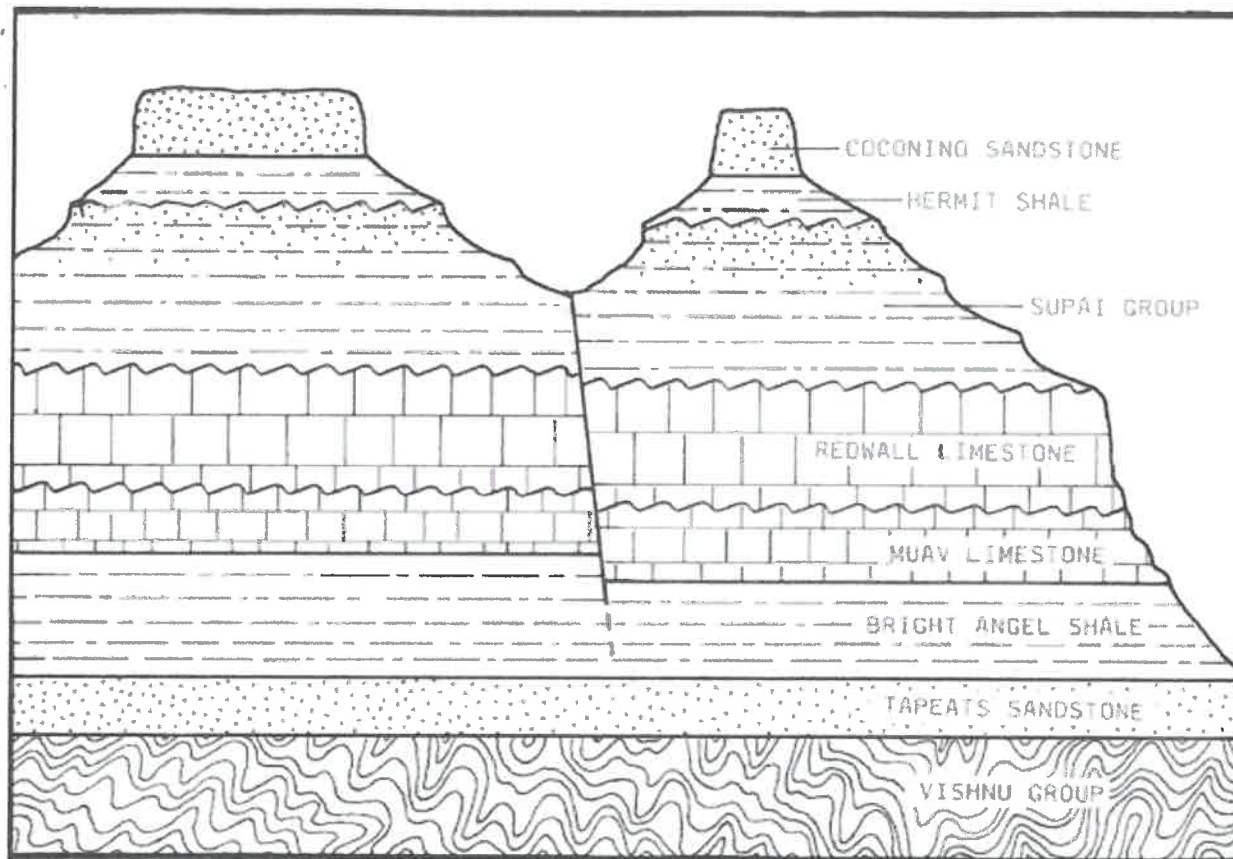 COCONINO SANDSTONE
HERMIT SHALE
SUPAI GROUP
REDWALL LIMESTONE
MUAV LIMESTONE
BRIGHT ANGEL SHALE
TAPEATS SANDSTONE
VISHNU GROUP